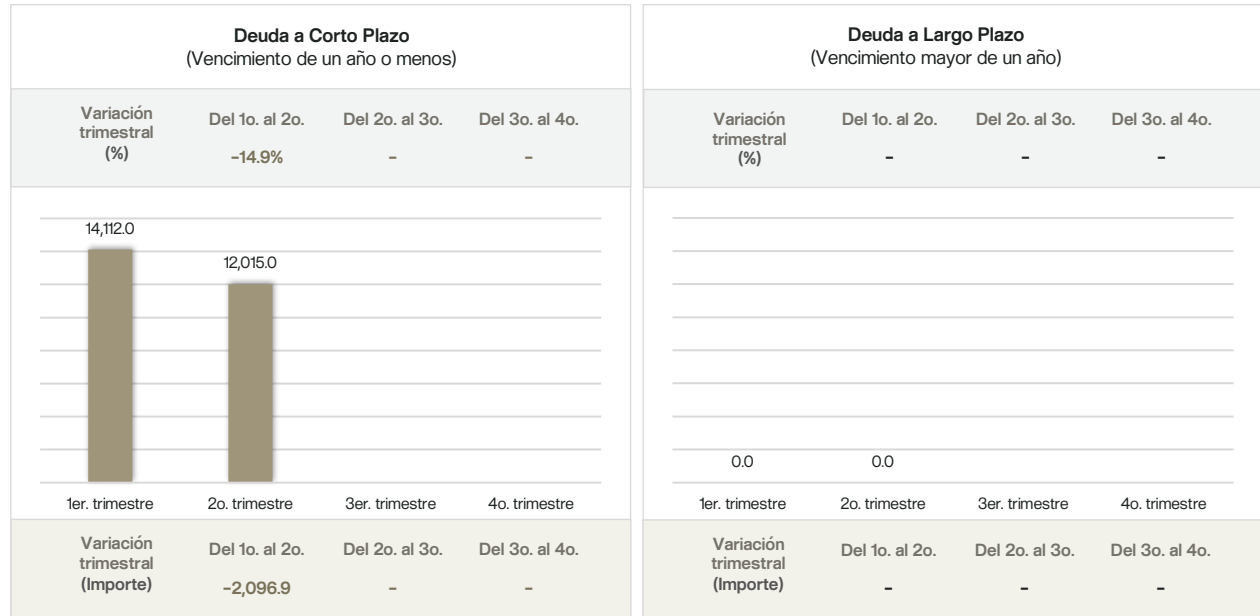 Deuda a Corto Plazo
(Vencimiento de un año o menos)
Variación trimestral (%)
Del 1o. al 2o.
Del 2o. al 3o.
Del 3o. al 4o.
-14.9%
-
-
14,112.0
12,015.0
1er. trimestre
2o. trimestre
3er. trimestre
4o. trimestre
Variación trimestral (Importe)
Del 1o. al 2o.
Del 2o. al 3o.
Del 3o. al 4o.
-2,096.9
-
-
Deuda a Largo Plazo
(Vencimiento mayor de un año)
Variación trimestral (%)
Del 1o. al 2o.
Del 2o. al 3o.
Del 3o. al 4o.
-
-
-
0.0
0.0
1er. trimestre
2o. trimestre
3er. trimestre
4o. trimestre
Variación trimestral (Importe)
Del 1o. al 2o.
Del 2o. al 3o.
Del 3o. al 4o.
-
-
-